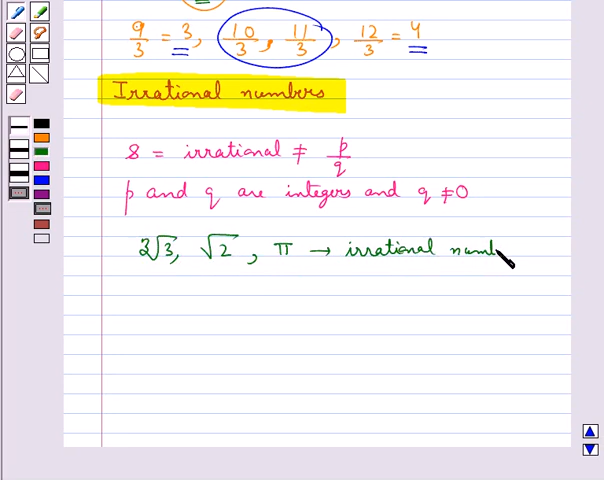 9/3 = 3, 10/3, 11/3, 12/3 = 4
Irrational numbers
s = irrational ≠ p/q
p and q are integers and q ≠ 0
2√3, √2, π → irrational numb